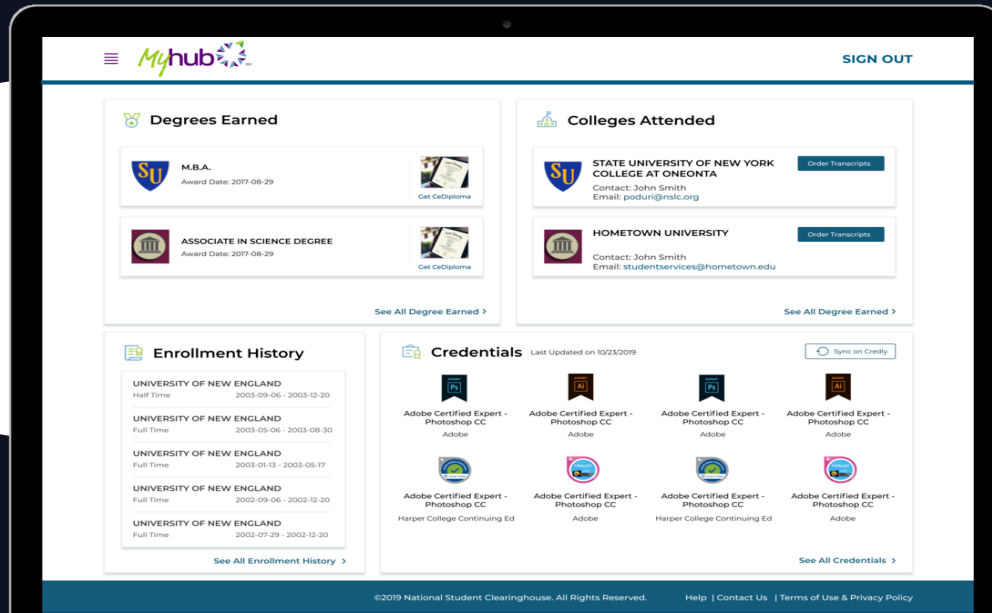 Myhub
SIGN OUT
Degrees Earned
SU
M.B.A.
Award Date: 2017-08-29
Get CeDiploma
ASSOCIATE IN SCIENCE DEGREE
Award Date: 2017-08-29
Get CeDiploma
See All Degree Earned >
Colleges Attended
SU
STATE UNIVERSITY OF NEW YORK
COLLEGE AT ONEONTA
Contact: John Smith
Email: poduri@nslc.org
Order Transcripts
HOMETOWN UNIVERSITY
Contact: John Smith
Email: studentservices@hometown.edu
Order Transcripts
See All Degree Earned >
Enrollment History
UNIVERSITY OF NEW ENGLAND
Half Time 2003-09-06 - 2003-12-20
UNIVERSITY OF NEW ENGLAND
Full Time 2003-05-06 - 2003-08-30
UNIVERSITY OF NEW ENGLAND
Full Time 2003-01-13 - 2003-05-17
UNIVERSITY OF NEW ENGLAND
Full Time 2002-09-06 - 2002-12-20
UNIVERSITY OF NEW ENGLAND
Full Time 2002-07-29 - 2002-12-20
See All Enrollment History >
Credentials Last Updated on 10/23/2019
Sync on Credly
EXPERT
Ps
Adobe Certified Expert -
Photoshop CC
Adobe
EXPERT
Ai
Adobe Certified Expert -
Photoshop CC
Adobe
EXPERT
Ps
Adobe Certified Expert -
Photoshop CC
Adobe
EXPERT
Ai
Adobe Certified Expert -
Photoshop CC
Adobe
Adobe Certified Expert -
Photoshop CC
Harper College Continuing Ed
Adobe Certified Expert -
Photoshop CC
Adobe
Adobe Certified Expert -
Photoshop CC
Harper College Continuing Ed
Adobe Certified Expert -
Photoshop CC
Adobe
See All Credentials >
©2019 National Student Clearinghouse. All Rights Reserved.
Help | Contact Us | Terms of Use & Privacy Policy